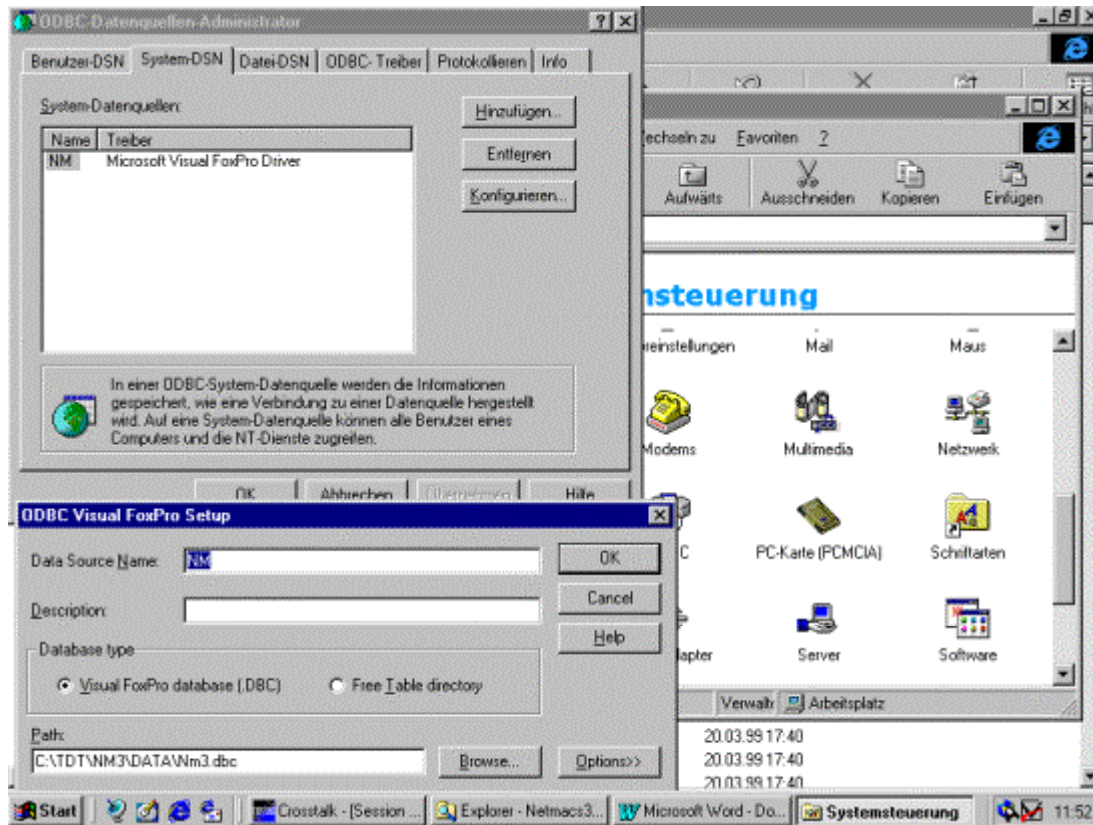 ODBC-Datenquellen-Administrator
Benutzer-DSN System-DSN Datei-DSN ODBC-Treiber Protokollieren Info
System-Datenquellen:
Name Treiber
NM Microsoft Visual FoxPro Driver
Hinzufügen...
Entfernen
Konfigurieren...
In einer ODBC-System-Datenquelle werden die Informationen
gespeichert, wie eine Verbindung zu einer Datenquelle hergestellt
wird. Auf eine System-Datenquelle können alle Benutzer eines
Computers und die NT-Dienste zugreifen.
OK Abbrechen Übernehmen Hilfe
echseln zu Favoriten ?
Aufwärts Ausschneiden Kopieren Einfügen
nsteuerung
reinstellungen Mail Maus
Modems Multimedia Netzwerk
C PC-Karte (PCMCIA) Schriftarten
dapter Server Software
Verwalt Arbeitsplatz
20.03.99 17:40
20.03.99 17:40
20.03.99 17:40
ODBC Visual FoxPro Setup
Data Source Name: NM
Description:
OK
Cancel
Help
Database type
Visual FoxPro database (.DBC) Free Table directory
Path:
C:\TDT\NM3\DATA\Nm3.dbc Browse... Options>>
Start Crosstalk - [Session ... Explorer - Netmacs3... Microsoft Word - Do... Systemsteuerung 11:52